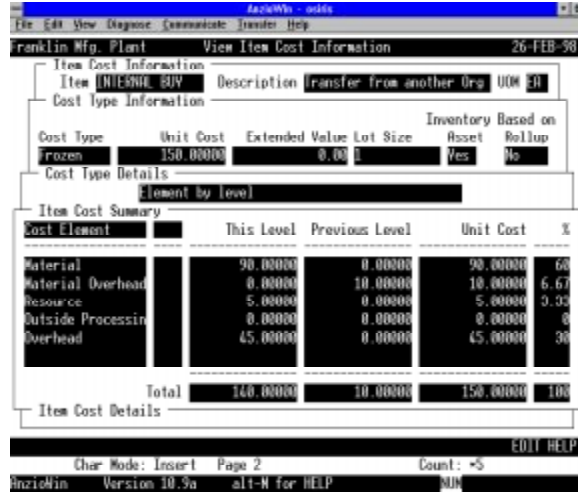 AnzioWin - osiris
File Edit View Diagnose Communicate Transfer Help
Franklin Mfg. Plant View Item Cost Information 26-FEB-98
Item Cost Information
Item INTERNAL BUY Description Transfer from another Org UOM EA
Cost Type Information
Inventory Based on
Cost Type Unit Cost Extended Value Lot Size Asset Rollup
Frozen 150.00000 0.00 1 Yes No
Cost Type Details
Element by level
Item Cost Summary
Cost Element This Level Previous Level Unit Cost %
Material 90.00000 0.00000 90.00000 60
Material Overhead 0.00000 10.00000 10.00000 6.67
Resource 5.00000 0.00000 5.00000 3.33
Outside Processin 0.00000 0.00000 0.00000 0
Overhead 45.00000 0.00000 45.00000 30
Total 140.00000 10.00000 150.00000 100
Item Cost Details
EDIT HELP
Char Mode: Insert Page 2 Count: *5
AnzioWin Version 10.9a alt-N for HELP NUM